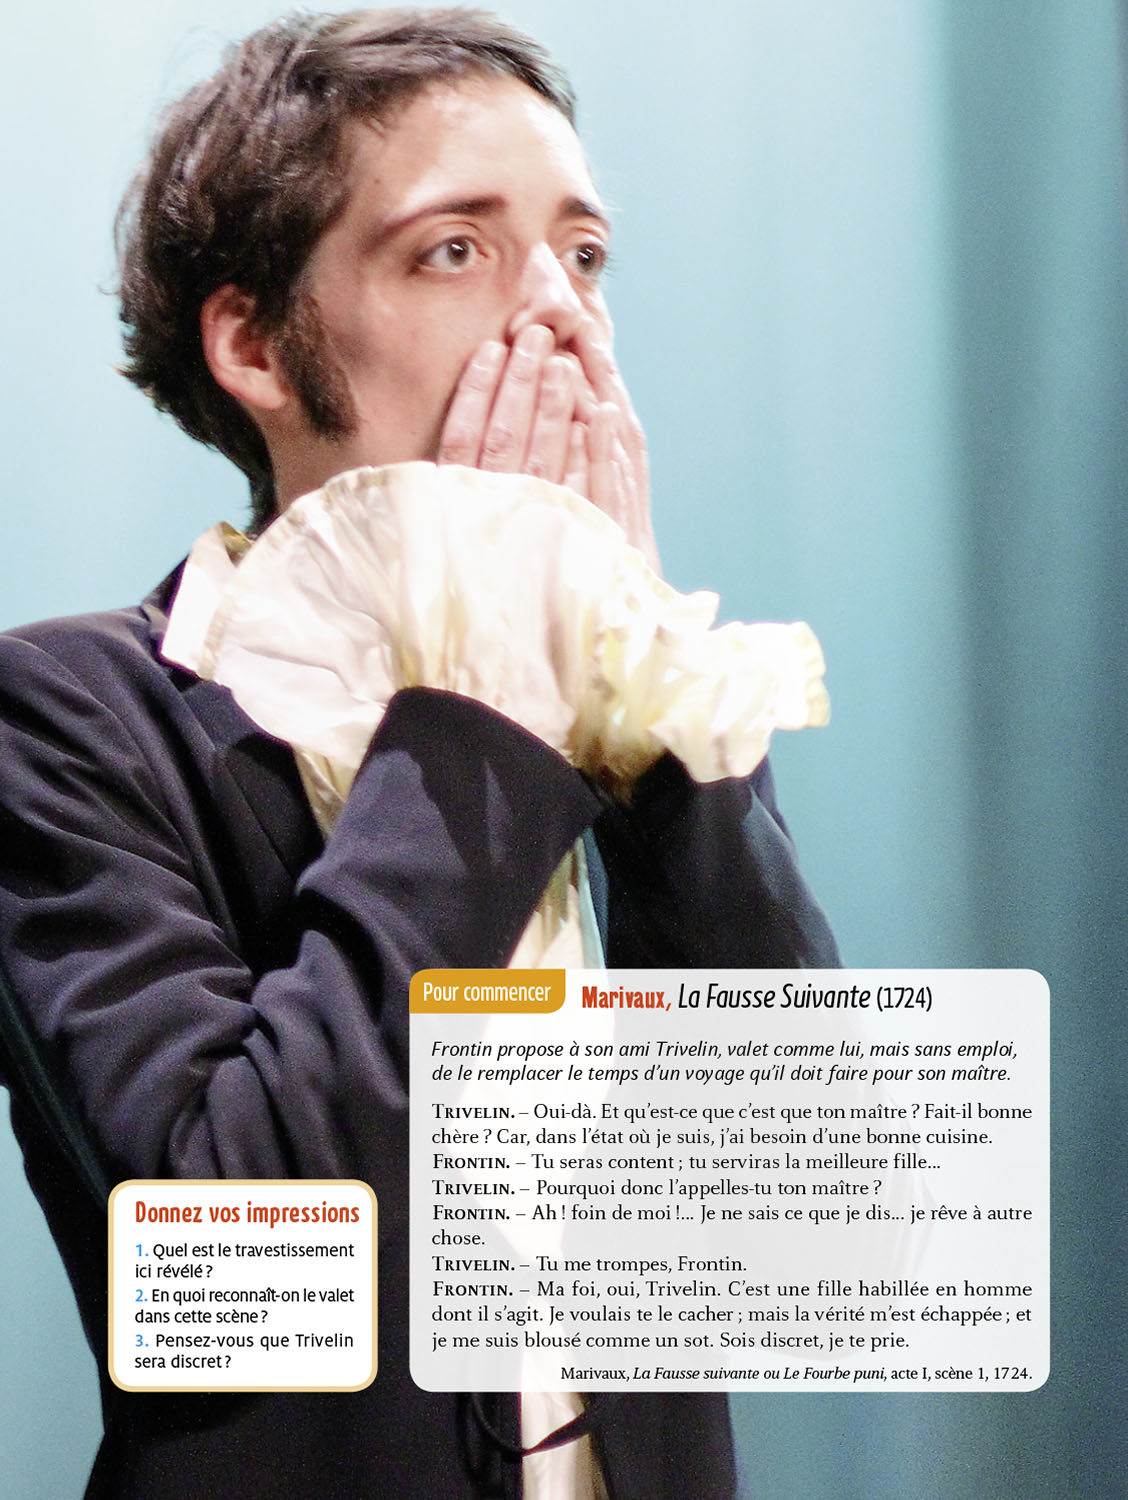 Pour commencer
Marivaux, La Fausse Suivante (1724)
Frontin propose à son ami Trivelin, valet comme lui, mais sans emploi,
de le remplacer le temps d'un voyage qu'il doit faire pour son maître.
TRIVELIN. – Oui-dà. Et qu'est-ce que c'est que ton maître ? Fait-il bonne
chère ? Car, dans l'état où je suis, j'ai besoin d'une bonne cuisine.
FRONTIN. – Tu seras content ; tu serviras la meilleure fille...
TRIVELIN. – Pourquoi donc l'appelles-tu ton maître ?
FRONTIN. – Ah ! foin de moi !... Je ne sais ce que je dis... je rêve à autre
chose.
TRIVELIN. – Tu me trompes, Frontin.
FRONTIN. – Ma foi, oui, Trivelin. C'est une fille habillée en homme
dont il s'agit. Je voulais te le cacher ; mais la vérité m'est échappée ; et
je me suis blousé comme un sot. Sois discret, je te prie.
Marivaux, La Fausse suivante ou Le Fourbe puni, acte I, scène 1, 1724.
Donnez vos impressions
1. Quel est le travestissement
ici révélé ?
2. En quoi reconnaît-on le valet
dans cette scène ?
3. Pensez-vous que Trivelin
sera discret ?